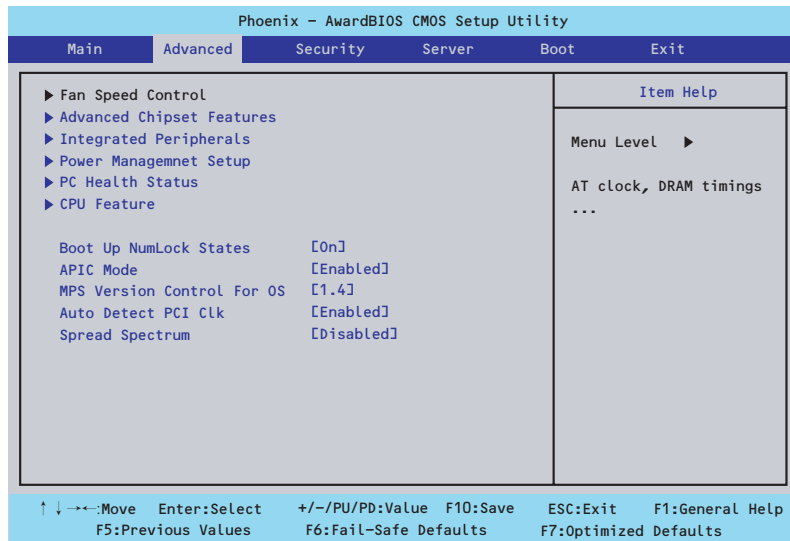 Phoenix - AwardBIOS CMOS Setup Utility
Main Advanced Security Server Boot Exit
▶ Fan Speed Control
▶ Advanced Chipset Features
▶ Integrated Peripherals
▶ Power Managemnet Setup
▶ PC Health Status
▶ CPU Feature
Boot Up NumLock States [On]
APIC Mode [Enabled]
MPS Version Control For OS [1.4]
Auto Detect PCI Clk [Enabled]
Spread Spectrum [Disabled]
Item Help
Menu Level ▶
AT clock, DRAM timings
...
↑↓→←:Move Enter:Select +/-/PU/PD:Value F10:Save ESC:Exit F1:General Help
F5:Previous Values F6:Fail-Safe Defaults F7:Optimized Defaults